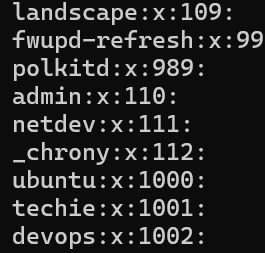 landscape:x:109:
fwupd-refresh:x:99
polkitd:x:989:
admin:x:110:
netdev:x:111:
_chrony:x:112:
ubuntu:x:1000:
techie:x:1001:
devops:x:1002: